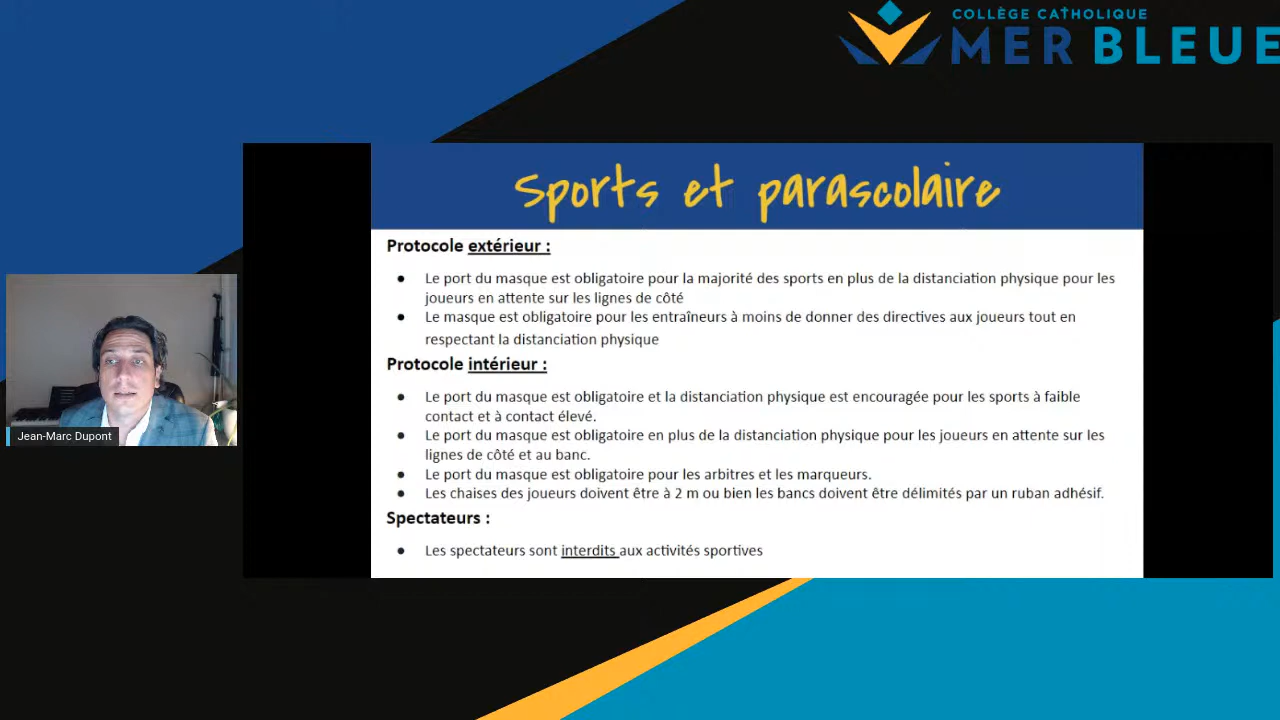 COLLÈGE CATHOLIQUE
MER BLEUE
Sports et parascolaire
Protocole extérieur :
● Le port du masque est obligatoire pour la majorité des sports en plus de la distanciation physique pour les
joueurs en attente sur les lignes de côté
● Le masque est obligatoire pour les entraîneurs à moins de donner des directives aux joueurs tout en
respectant la distanciation physique
Protocole intérieur :
● Le port du masque est obligatoire et la distanciation physique est encouragée pour les sports à faible
contact et à contact élevé.
● Le port du masque est obligatoire en plus de la distanciation physique pour les joueurs en attente sur les
lignes de côté et au banc.
● Le port du masque est obligatoire pour les arbitres et les marqueurs.
● Les chaises des joueurs doivent être à 2 m ou bien les bancs doivent être délimités par un ruban adhésif.
Spectateurs :
● Les spectateurs sont interdits aux activités sportives
Jean-Marc Dupont